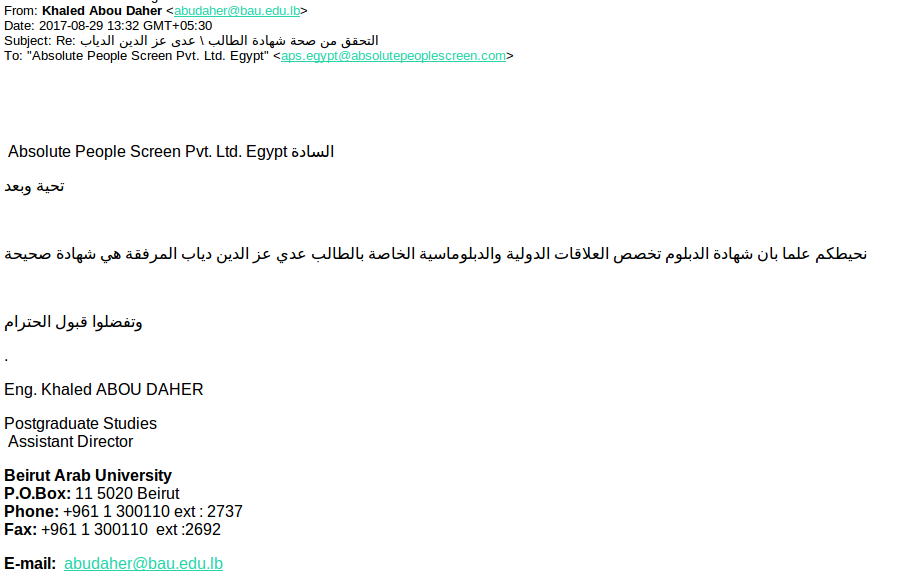 From: Khaled Abou Daher <abudaher@bau.edu.lb>
Date: 2017-08-29 13:32 GMT+05:30
Subject: Re: التحقق من صحة شهادة الطالب \ عدى عز الدين الدياب
To: "Absolute People Screen Pvt. Ltd. Egypt" <aps.egypt@absolutepeoplescreen.com>
Absolute People Screen Pvt. Ltd. Egypt السادة
تحية وبعد
نحيطكم علما بان شهادة الدبلوم تخصص العلاقات الدولية والدبلوماسية الخاصة بالطالب عدي عز الدين دياب المرفقة هي شهادة صحيحة
وتفضلوا قبول الحترام
.
Eng. Khaled ABOU DAHER
Postgraduate Studies
Assistant Director
Beirut Arab University
P.O.Box: 11 5020 Beirut
Phone: +961 1 300110 ext : 2737
Fax: +961 1 300110 ext :2692
E-mail: abudaher@bau.edu.lb